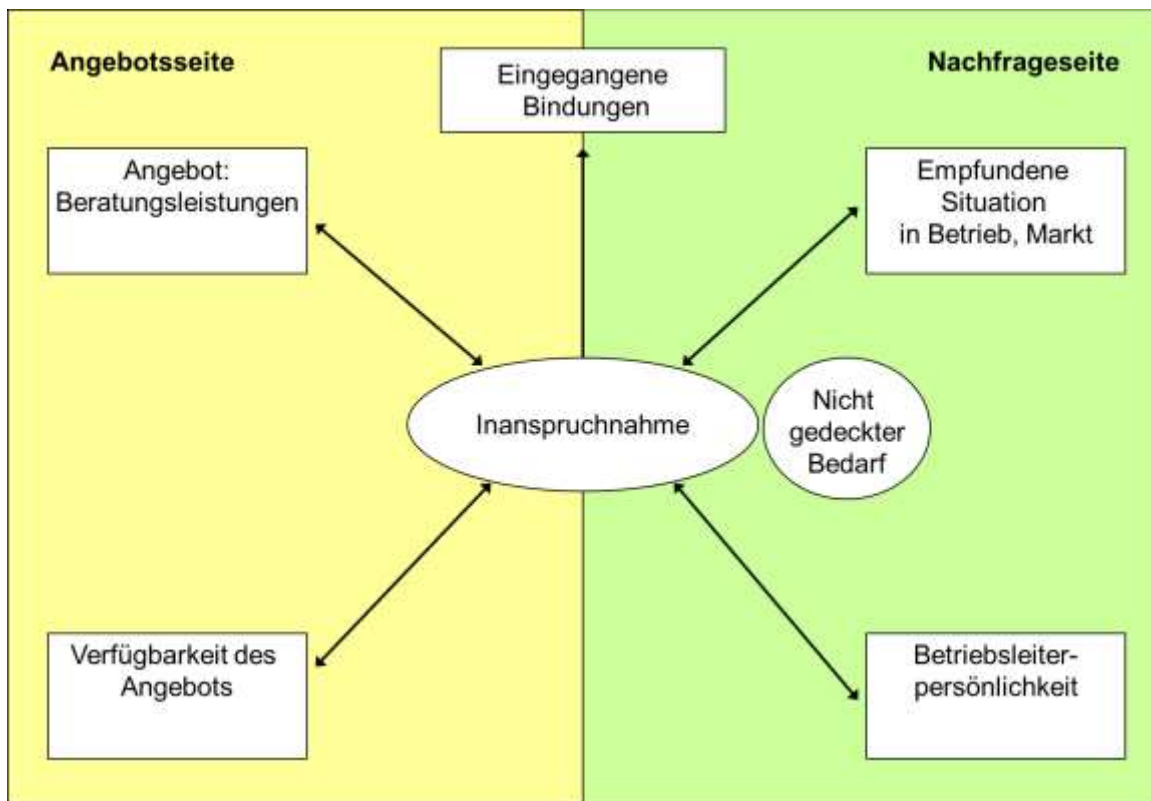 Angebotsseite
Eingegangene
Bindungen
Nachfrageseite
Angebot:
Beratungsleistungen
Empfundene
Situation
in Betrieb, Markt
Inanspruchnahme
Nicht
gedeckter
Bedarf
Verfügbarkeit des
Angebots
Betriebsleiter-
persönlichkeit